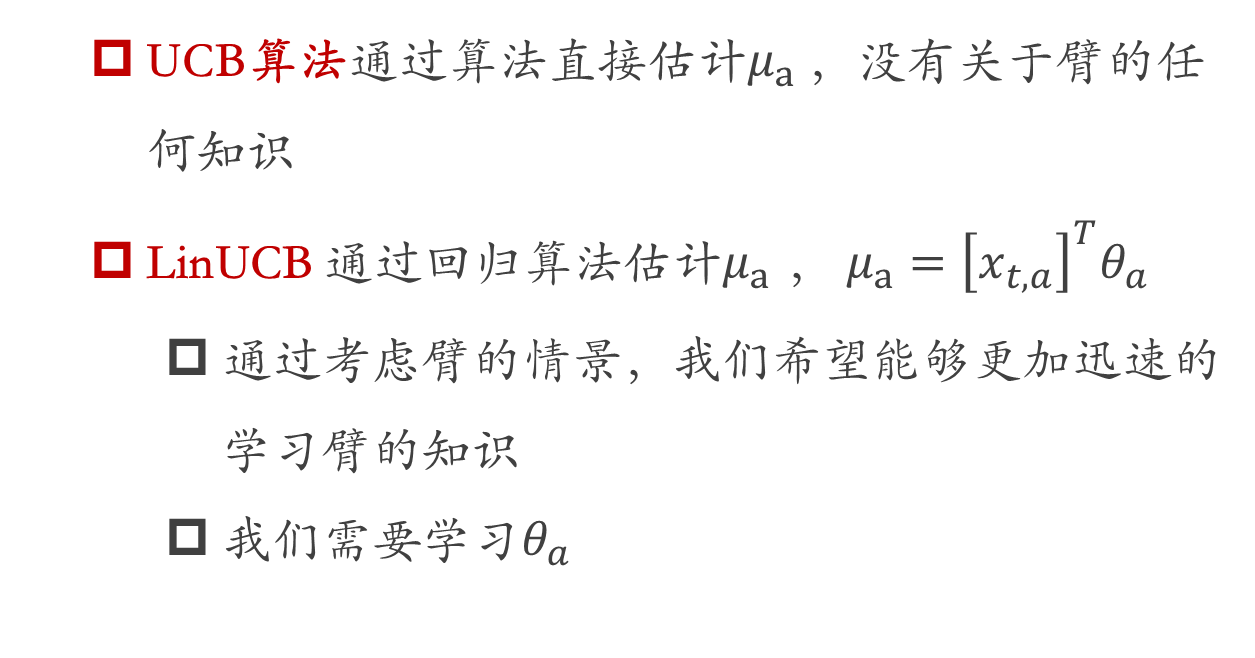 UCB算法通过算法直接估计μₐ，没有关于臂的任
何知识
LinUCB 通过回归算法估计μₐ， μₐ = [x_{t,a}]^T θₐ
通过考虑臂的情景，我们希望能够更加迅速的
学习臂的知识
我们需要学习θₐ